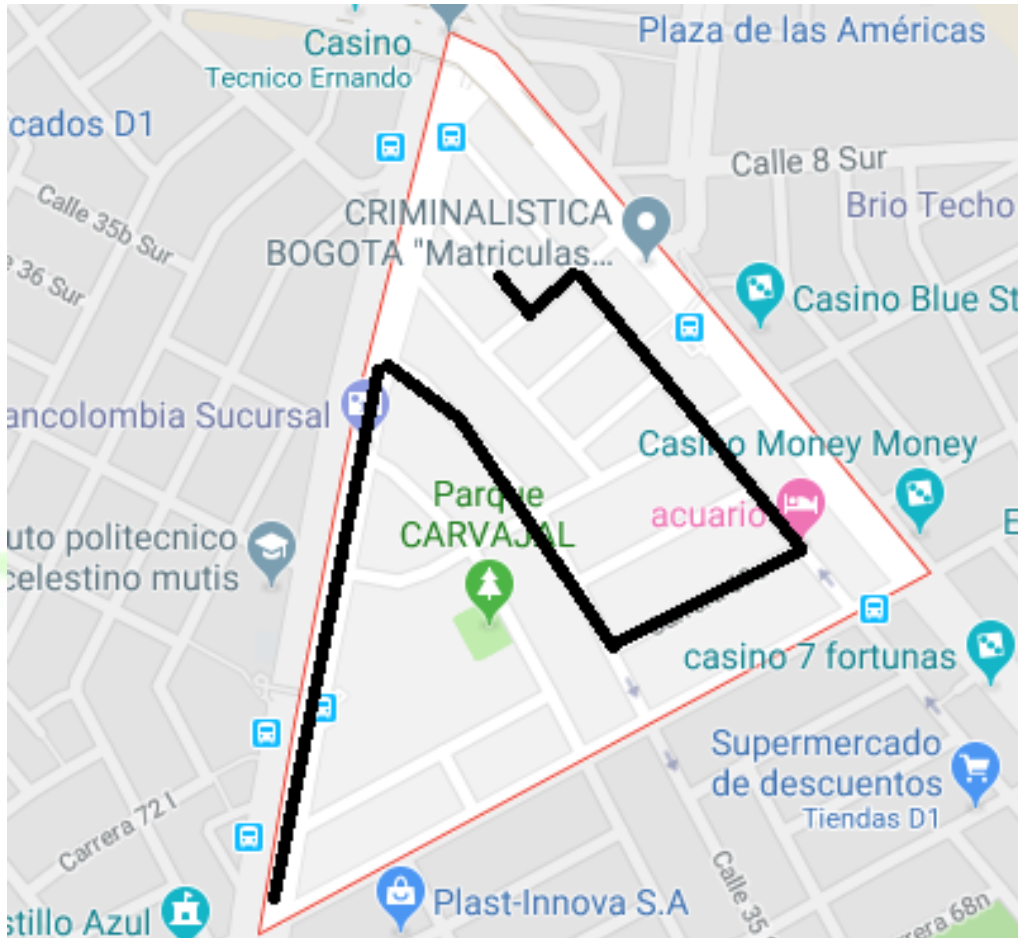 Plaza de las Américas
Casino
Tecnico Ernando
cados D1
Calle 8 Sur
Calle 35b Sur
CRIMINALISTICA
BOGOTA "Matriculas...
Brio Techo
36 Sur
Casino Blue St
ancolombia Sucursal
Casino Money Money
Parque
CARVAJAL
acuario
uto politecnico
celestino mutis
casino 7 fortunas
Supermercado
de descuentos
Tiendas D1
Carrera 72 I
Calle 35
Plast-Innova S.A
stillo Azul
arrera 68n